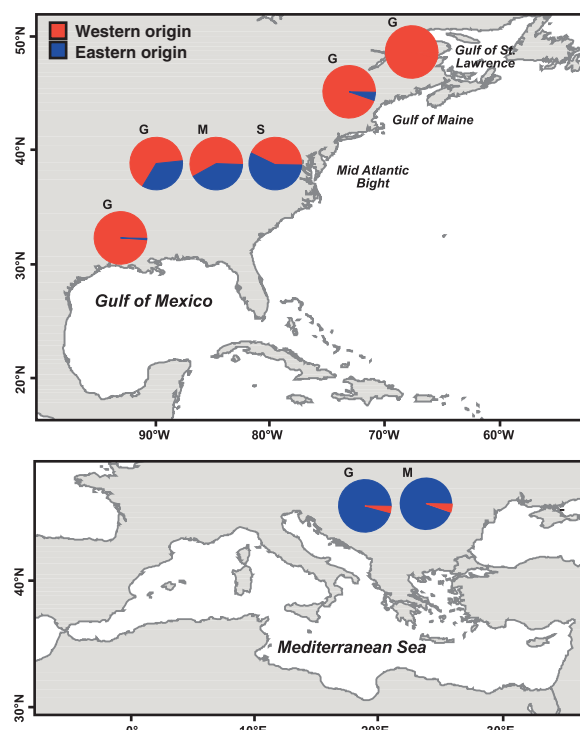 50°N
Western origin
Eastern origin
G
G
Gulf of St.
Lawrence
Gulf of Maine
40°N
G M S
Mid Atlantic
Bight
G
30°N
Gulf of Mexico
20°N
90°W 80°W 70°W 60°W
G M
40°N
Mediterranean Sea
30°N
0° 10°E 20°E 30°E